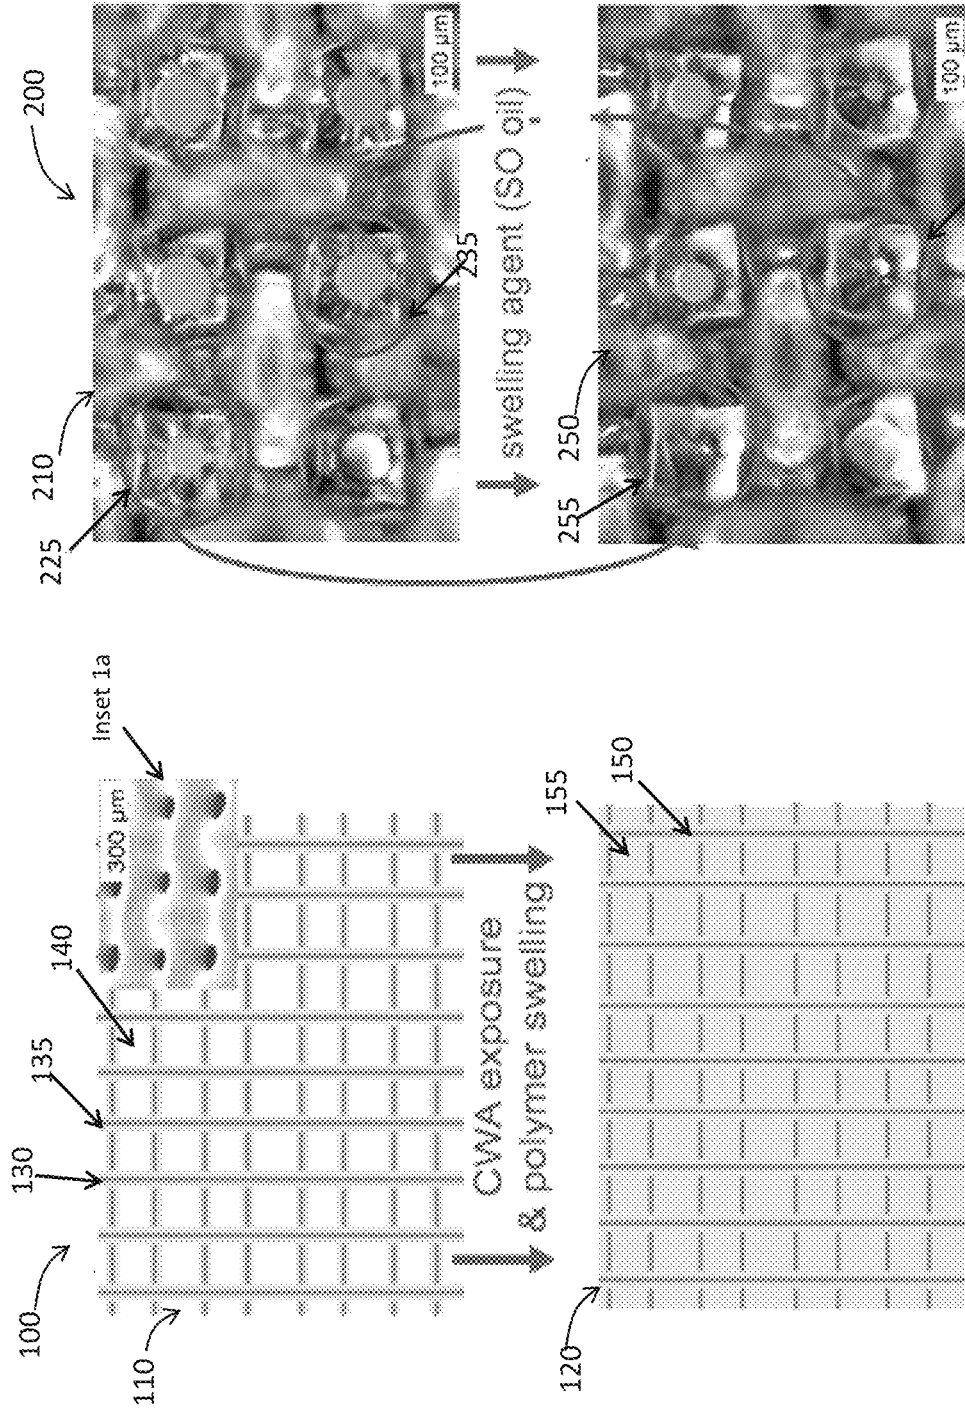 100
110
130
135
140
Inset 1a
300 µm
CWA exposure
& polymer swelling
120
155
150
200
210
225
235
100 µm
swelling agent (SO oil)
250
255
100 µm